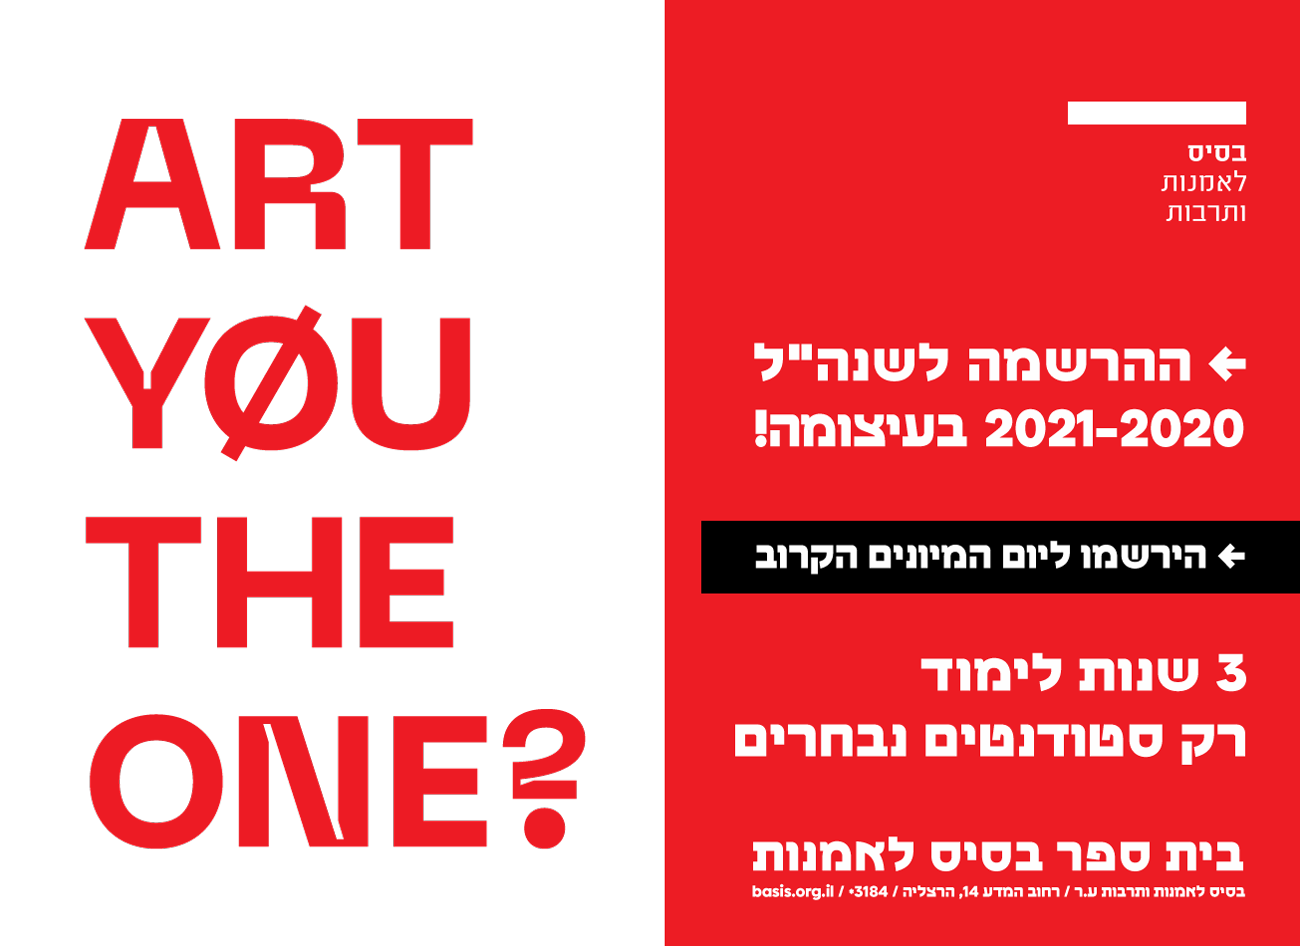 ART
YØU
THE
ONE?
בסיס
לאמנות
ותרבות
← ההרשמה לשנה"ל
2021-2020 בעיצומה!
← הירשמו ליום המיונים הקרוב
3 שנות לימוד
רק סטודנטים נבחרים
בית ספר בסיס לאמנות
בסיס לאמנות ותרבות ע.ר / רחוב המדע 14, הרצליה / 3184• / basis.org.il